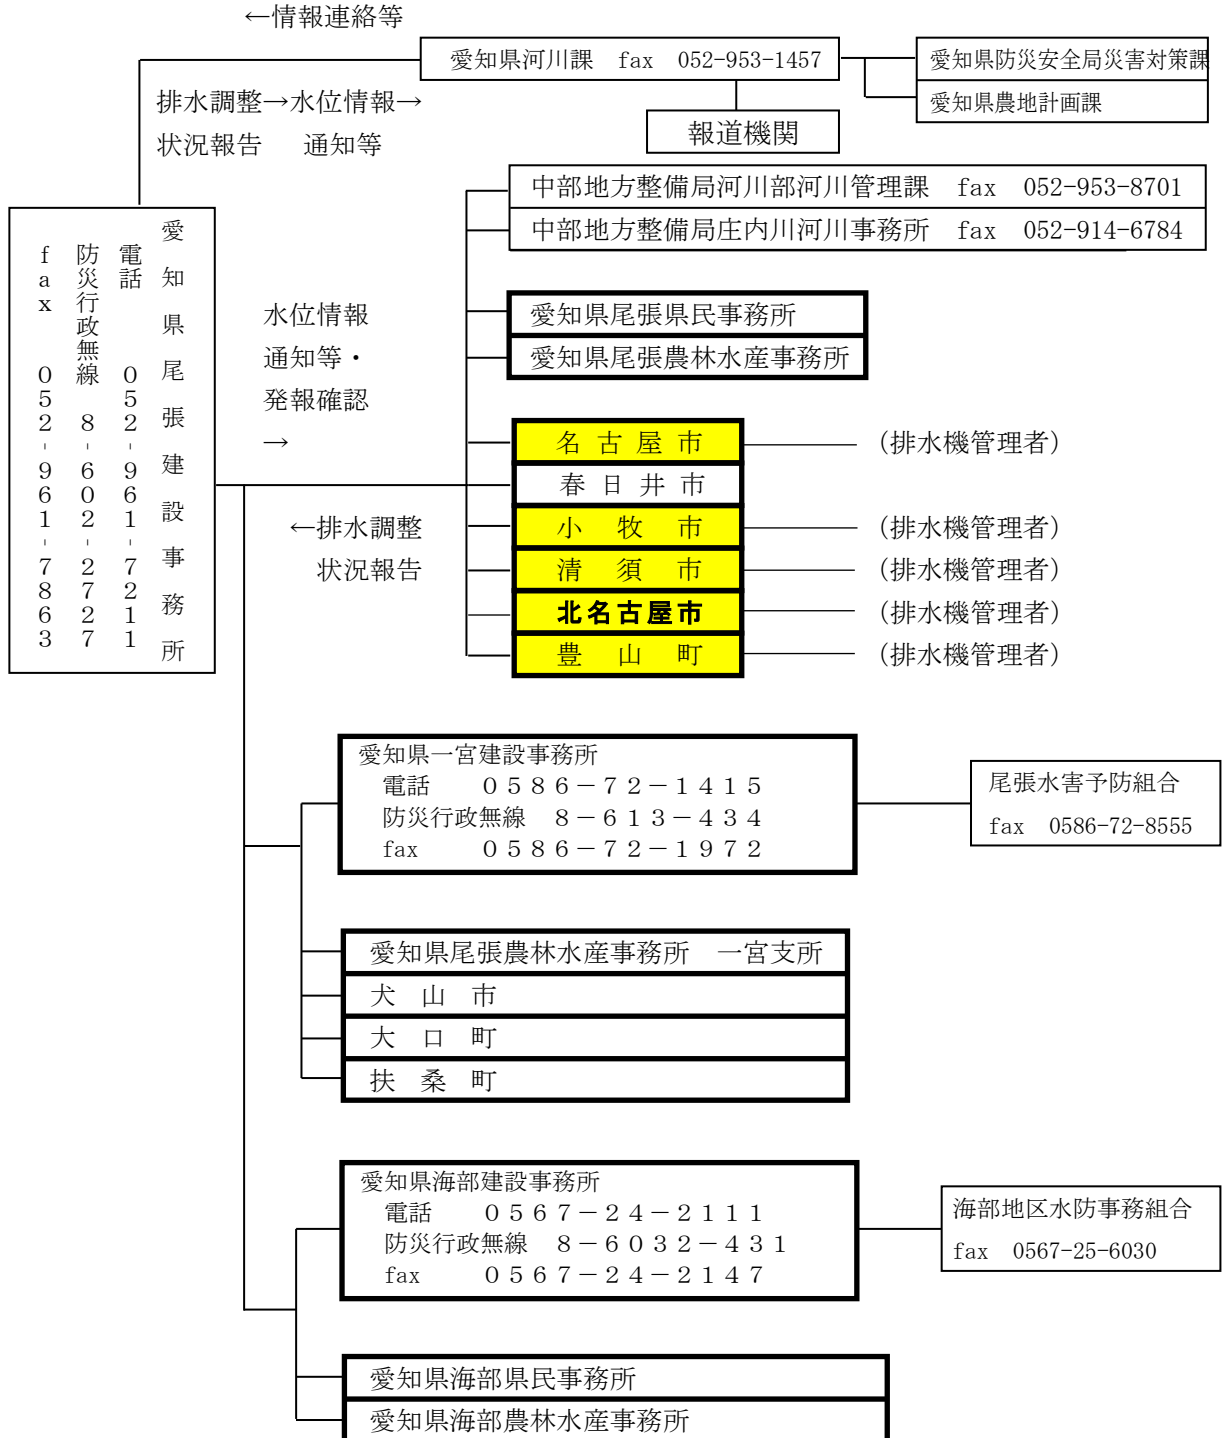 ←情報連絡等
愛知県河川課 fax 052-953-1457
愛知県防災安全局災害対策課
愛知県農地計画課
報道機関
排水調整→水位情報→
状況報告 通知等
中部地方整備局河川部河川管理課 fax 052-953-8701
中部地方整備局庄内川河川事務所 fax 052-914-6784
愛知県尾張建設事務所
電話 052-961-7211
防災行政無線 8-602-2727
fax 052-961-7863
水位情報
通知等・
発報確認
→
←排水調整
状況報告
愛知県尾張県民事務所
愛知県尾張農林水産事務所
名古屋市 (排水機管理者)
春日井市
小牧市 (排水機管理者)
清須市 (排水機管理者)
北名古屋市 (排水機管理者)
豊山町 (排水機管理者)
愛知県一宮建設事務所
電話 0586-72-1415
防災行政無線 8-613-434
fax 0586-72-1972
尾張水害予防組合
fax 0586-72-8555
愛知県尾張農林水産事務所 一宮支所
犬山市
大口町
扶桑町
愛知県海部建設事務所
電話 0567-24-2111
防災行政無線 8-6032-431
fax 0567-24-2147
海部地区水防事務組合
fax 0567-25-6030
愛知県海部県民事務所
愛知県海部農林水産事務所